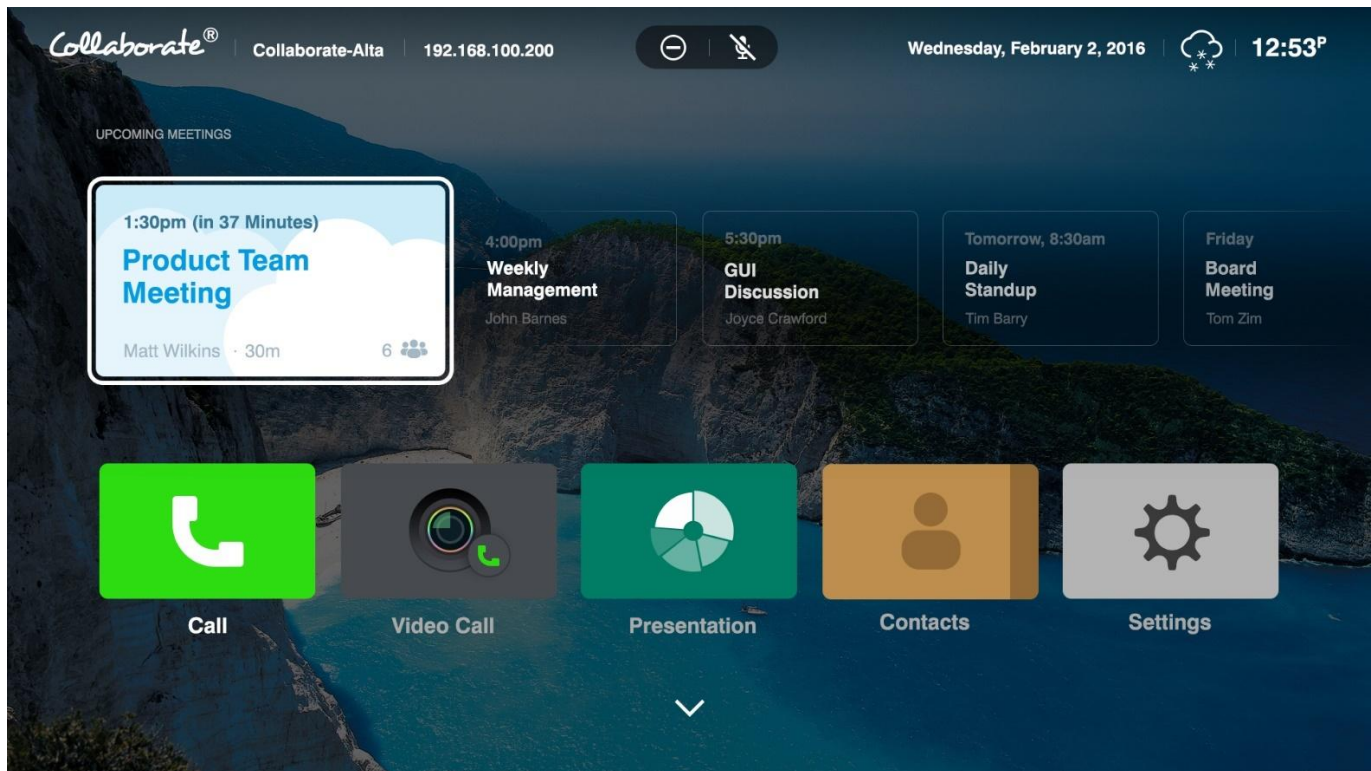 Collaborate® Collaborate-Alta 192.168.100.200 Wednesday, February 2, 2016 12:53P
UPCOMING MEETINGS
1:30pm (in 37 Minutes)
Product Team
Meeting
Matt Wilkins · 30m 6
4:00pm
Weekly
Management
John Barnes
5:30pm
GUI
Discussion
Joyce Crawford
Tomorrow, 8:30am
Daily
Standup
Tim Barry
Friday
Board
Meeting
Tom Zim
Call
Video Call
Presentation
Contacts
Settings